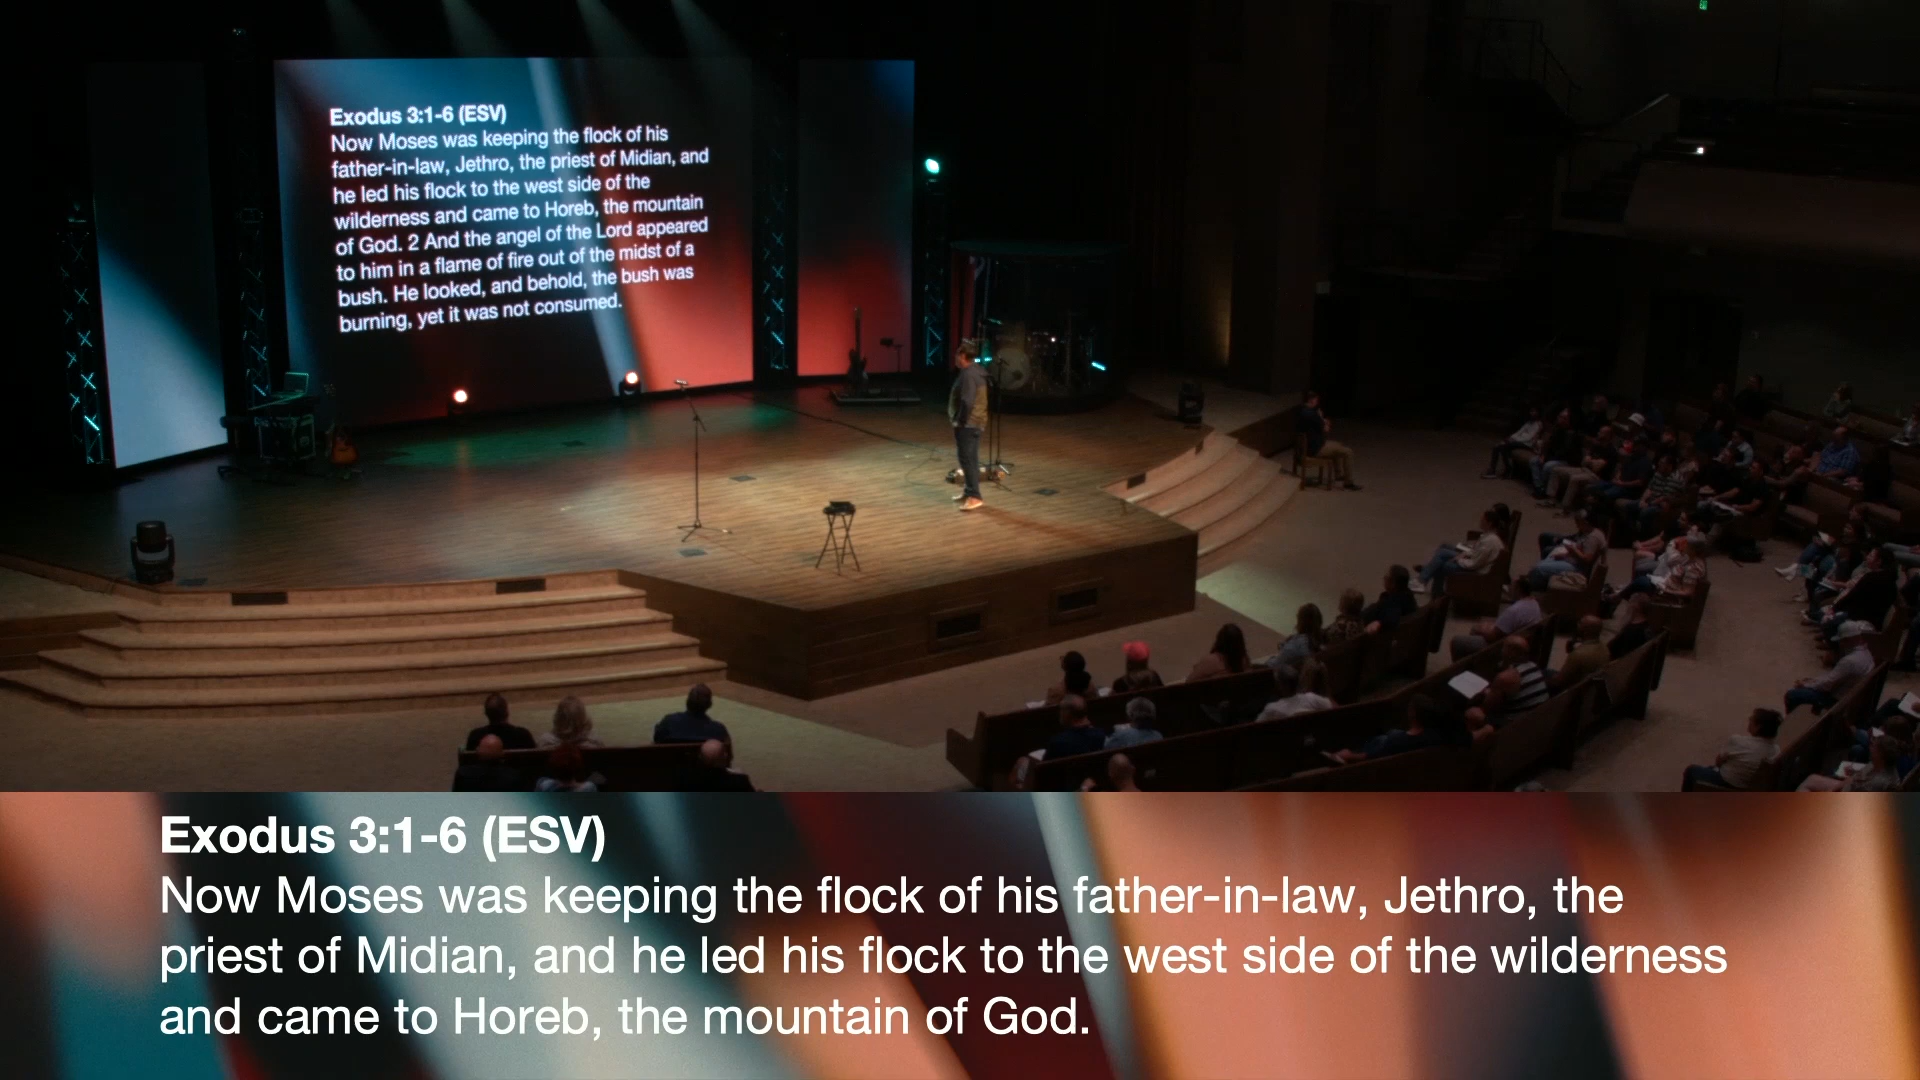 Exodus 3:1-6 (ESV)
Now Moses was keeping the flock of his
father-in-law, Jethro, the priest of Midian, and
he led his flock to the west side of the
wilderness and came to Horeb, the mountain
of God. 2 And the angel of the Lord appeared
to him in a flame of fire out of the midst of a
bush. He looked, and behold, the bush was
burning, yet it was not consumed.
Exodus 3:1-6 (ESV)
Now Moses was keeping the flock of his father-in-law, Jethro, the
priest of Midian, and he led his flock to the west side of the wilderness
and came to Horeb, the mountain of God.